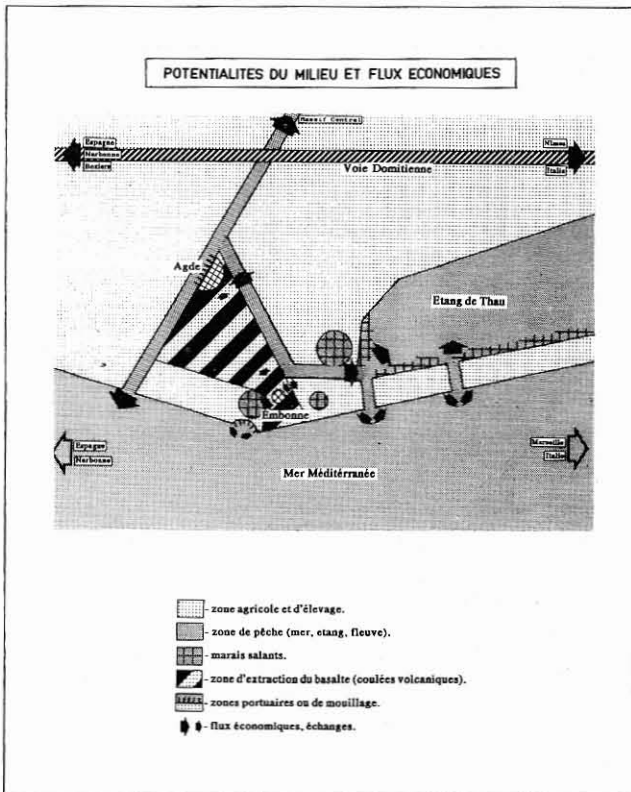 POTENTIALITES DU MILIEU ET FLUX ECONOMIQUES
Massif Central
Espagne
Narbonne
Beziers
Nimes
Italie
Voie Domitienne
Agde
Etang de Thau
Embonne
Espagne
Narbonne
Marseille
Italie
Mer Méditérranée
- zone agricole et d'élevage.
- zone de pêche (mer, etang, fleuve).
- marais salants.
- zone d'extraction du basalte (coulées volcaniques).
- zones portuaires ou de mouillage.
- flux économiques, échanges.